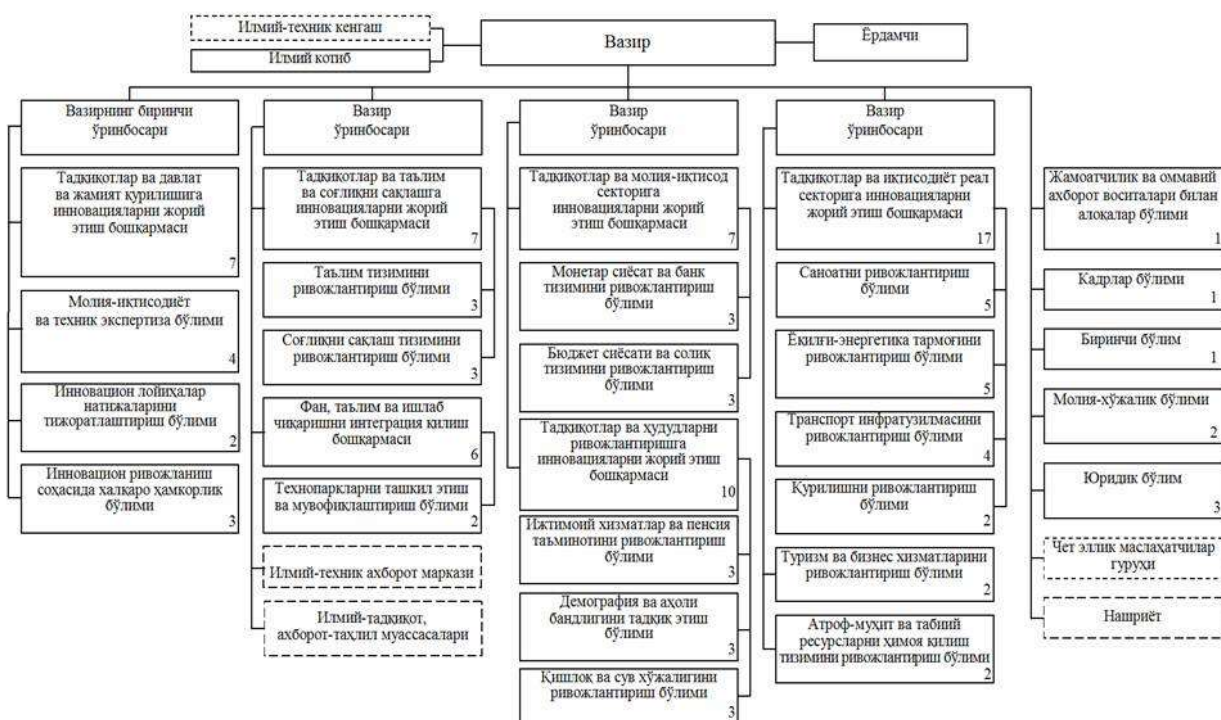 Илмий-техник кенгаш
Илмий котиб
Вазир
Ёрдамчи
Вазирнинг биринчи
ўринбосари
Тадқиқотлар ва давлат
ва жамият қурилишига
инновацияларни жорий
этиш бошқармаси
7
Молия-иқтисодиёт
ва техник экспертиза бўлими
4
Инновацион лойиҳалар
натижаларини
тижоратлаштириш бўлими
2
Инновацион ривожланиш
соҳасида халқаро ҳамкорлик
бўлими
3
Вазир
ўринбосари
Тадқиқотлар ва таълим
ва соғлиқни сақлашга
инновацияларни жорий
этиш бошқармаси
7
Таълим тизимини
ривожлантириш бўлими
3
Соғлиқни сақлаш тизимини
ривожлантириш бўлими
3
Фан, таълим ва ишлаб
чиқаришни интеграция қилиш
бошқармаси
6
Технопаркларни ташкил этиш
ва мувофиқлаштириш бўлими
2
Илмий-техник ахборот маркази
Илмий-тадқиқот,
ахборот-таҳлил муассасалари
Вазир
ўринбосари
Тадқиқотлар ва молия-иқтисод
секторига
инновацияларни жорий
этиш бошқармаси
7
Монетар сиёсат ва банк
тизимини ривожлантириш
бўлими
3
Бюджет сиёсати ва солиқ
тизимини ривожлантириш
бўлими
3
Тадқиқотлар ва ҳудудларни
ривожлантиришга
инновацияларни жорий этиш
бошқармаси
10
Ижтимоий хизматлар ва пенсия
таъминотини ривожлантириш
бўлими
3
Демография ва аҳоли
бандлигини тадқиқ этиш
бўлими
3
Қишлоқ ва сув хўжалигини
ривожлантириш бўлими
3
Вазир
ўринбосари
Тадқиқотлар ва иқтисодиёт реал
секторига инновацияларни
жорий этиш бошқармаси
17
Саноатни ривожлантириш
бўлими
5
Ёқилғи-энергетика тармоғини
ривожлантириш бўлими
5
Транспорт инфратузилмасини
ривожлантириш бўлими
4
Қурилишни ривожлантириш
бўлими
2
Туризм ва бизнес хизматларини
ривожлантириш бўлими
2
Атроф-муҳит ва табиий
ресурсларни ҳимоя қилиш
тизимини ривожлантириш бўлими
2
Жамоатчилик ва оммавий
ахборот воситалари билан
алоқалар бўлими
1
Кадрлар бўлими
1
Биринчи бўлим
1
Молия-хўжалик бўлими
2
Юридик бўлим
3
Чет эллик маслаҳатчилар
гуруҳи
Нашриёт